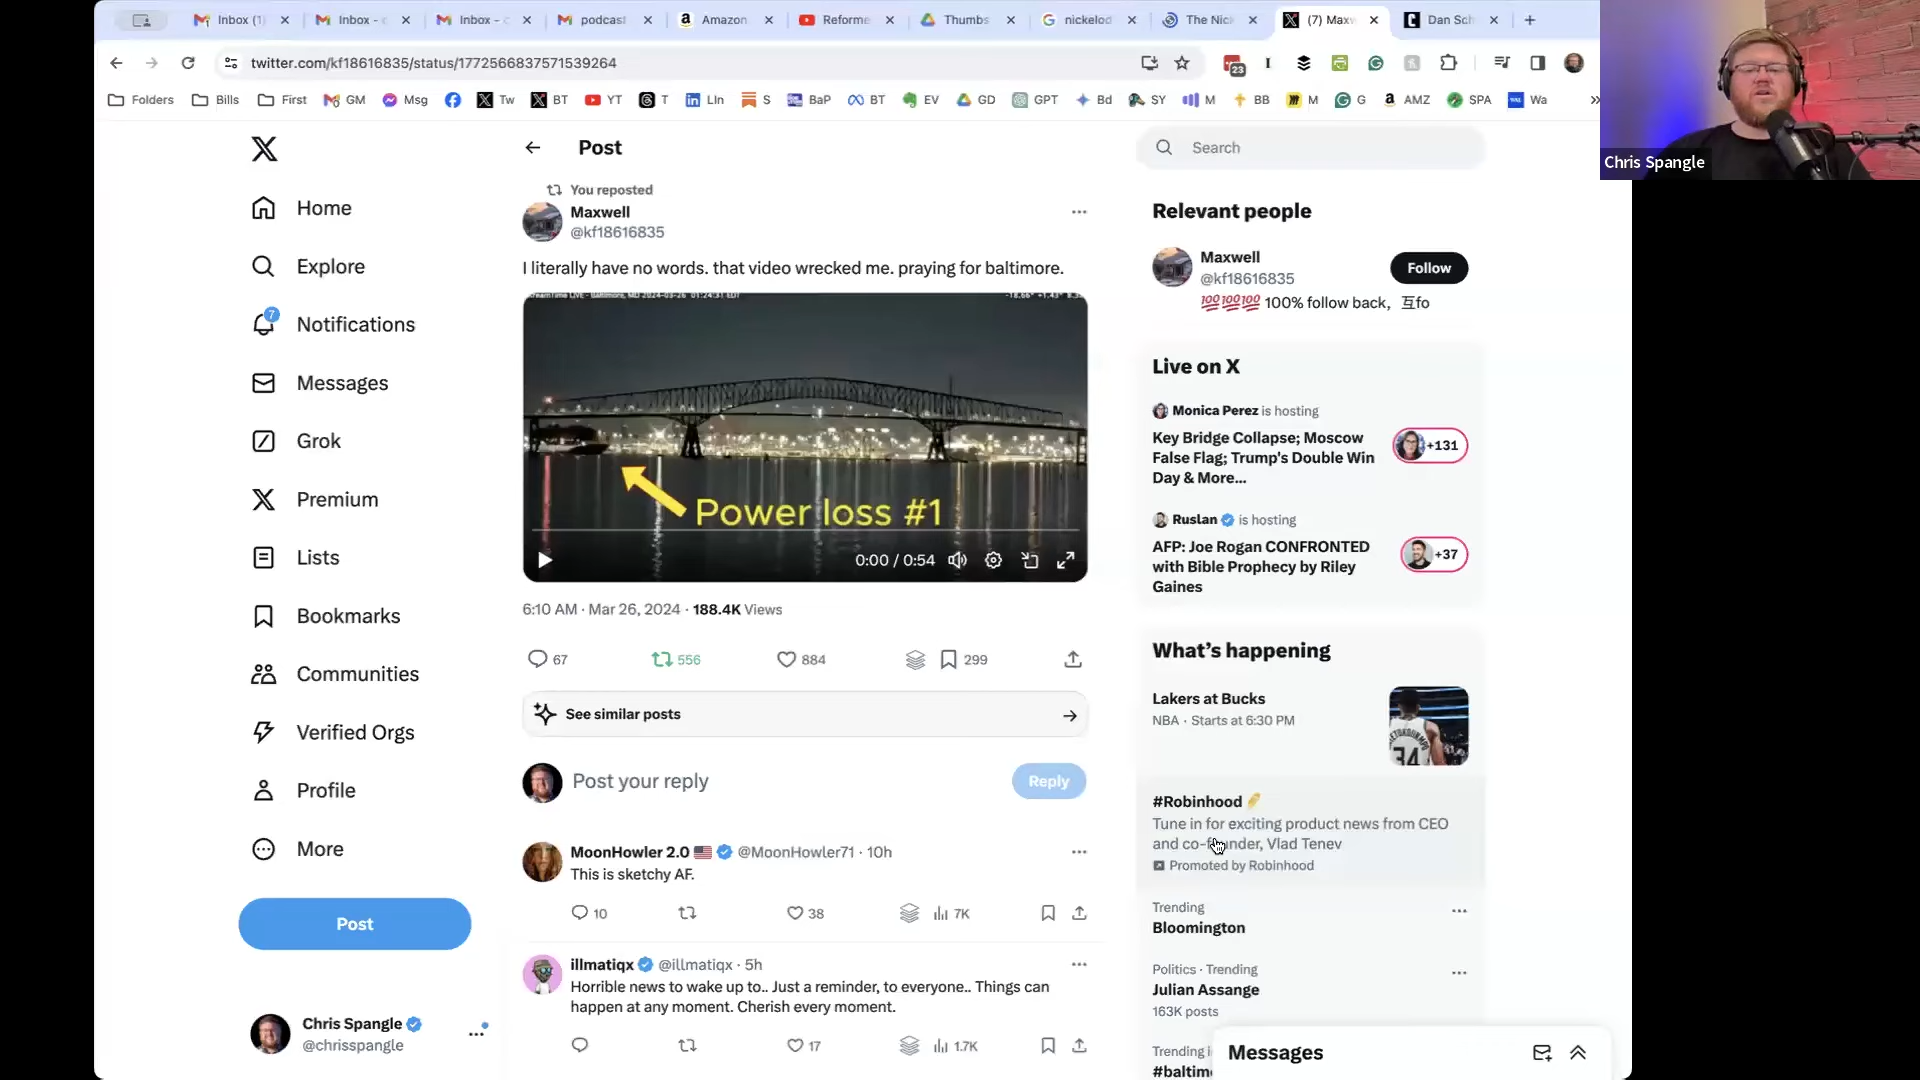 Inbox (1)
Inbox -
Inbox -
podcast
Amazon
Reforme
Thumbs
nickelod
The Nick
(7) Maxw
Dan Sch
twitter.com/kf18616835/status/1772566837571539264
23
Folders
Bills
First
GM
Msg
Tw
BT
YT
T
LIn
S
BaP
BT
EV
GD
GPT
Bd
SY
M
BB
M
G
AMZ
SPA
Wa
»
Chris Spangle
Home
Explore
7
Notifications
Messages
Grok
Premium
Lists
Bookmarks
Communities
Verified Orgs
Profile
More
Post
Chris Spangle
@chrisspangle
Post
You reposted
Maxwell
@kf18616835
I literally have no words. that video wrecked me. praying for baltimore.
Power loss #1
0:00 / 0:54
6:10 AM · Mar 26, 2024 · 188.4K Views
67
556
884
299
See similar posts
Post your reply
Reply
MoonHowler 2.0 🇺🇸 @MoonHowler71 · 10h
This is sketchy AF.
10
38
7K
illmatiqx @illmatiqx · 5h
Horrible news to wake up to.. Just a reminder, to everyone.. Things can
happen at any moment. Cherish every moment.
17
1.7K
Search
Relevant people
Maxwell
@kf18616835
Follow
💯💯💯 100% follow back, 互fo
Live on X
Monica Perez is hosting
Key Bridge Collapse; Moscow
False Flag; Trump's Double Win
Day & More...
+131
Ruslan is hosting
AFP: Joe Rogan CONFRONTED
with Bible Prophecy by Riley
Gaines
+37
What's happening
Lakers at Bucks
NBA · Starts at 6:30 PM
34
#Robinhood
Tune in for exciting product news from CEO
and co-founder, Vlad Tenev
Promoted by Robinhood
Trending
Bloomington
Politics · Trending
Julian Assange
163K posts
Trending
#baltim
Messages